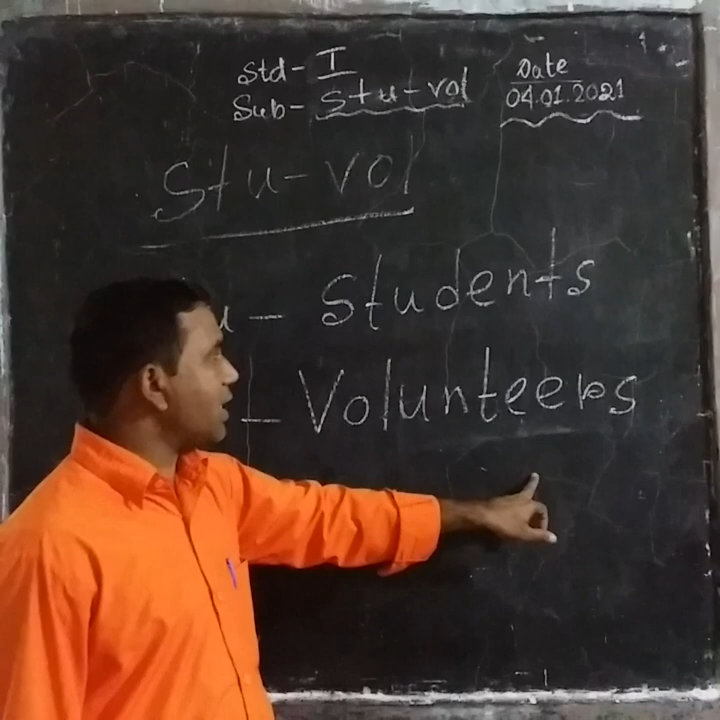 Std- I
Sub- Stu-vol
Date
04.01.2021
Stu-vol
u - Students
- Volunteers